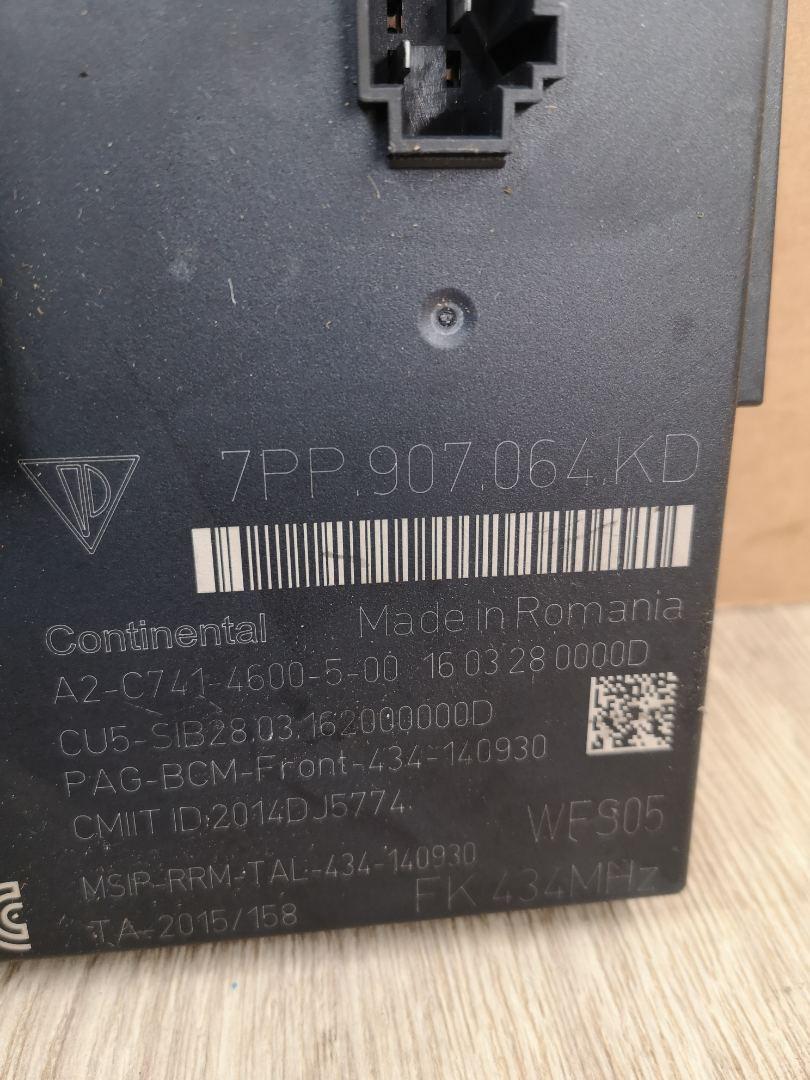 7PP.907.064.KD
Continental Made in Romania
A2-C741-4600-5-00 16 03 28 0000D
CU5-SIB28.03.162000000D
PAG-BCM-Front-434-140930
CMIIT ID:2014DJ5774
WFS05
MSIP-RRM-TAL-434-140930
FK 434MHz
TA-2015/158